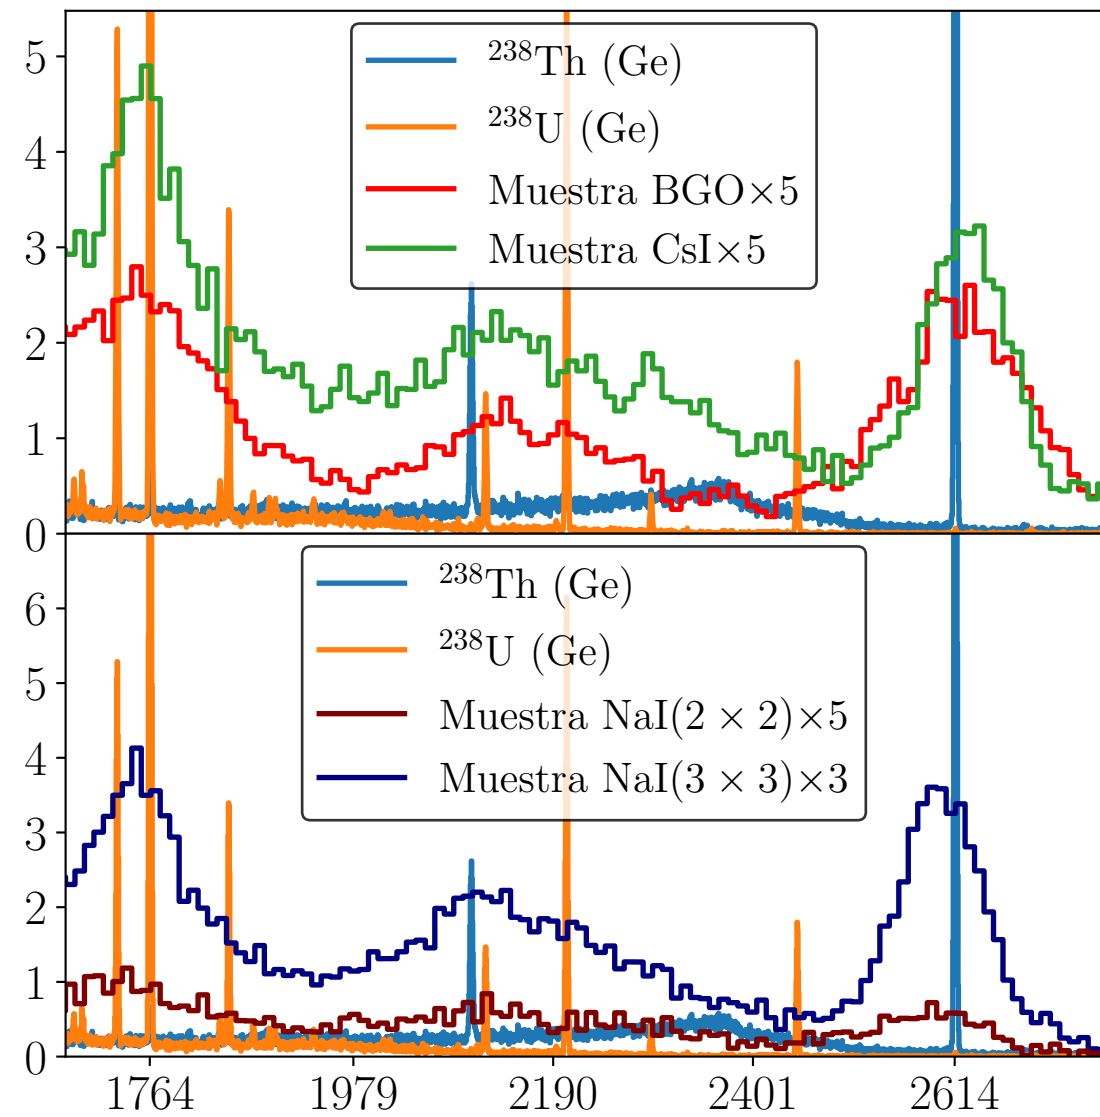 5
4
3
2
1
0
²³⁸Th (Ge)
²³⁸U (Ge)
Muestra BGO×5
Muestra CsI×5
6
5
4
3
2
1
0
²³⁸Th (Ge)
²³⁸U (Ge)
Muestra NaI(2 × 2)×5
Muestra NaI(3 × 3)×3
1764 1979 2190 2401 2614